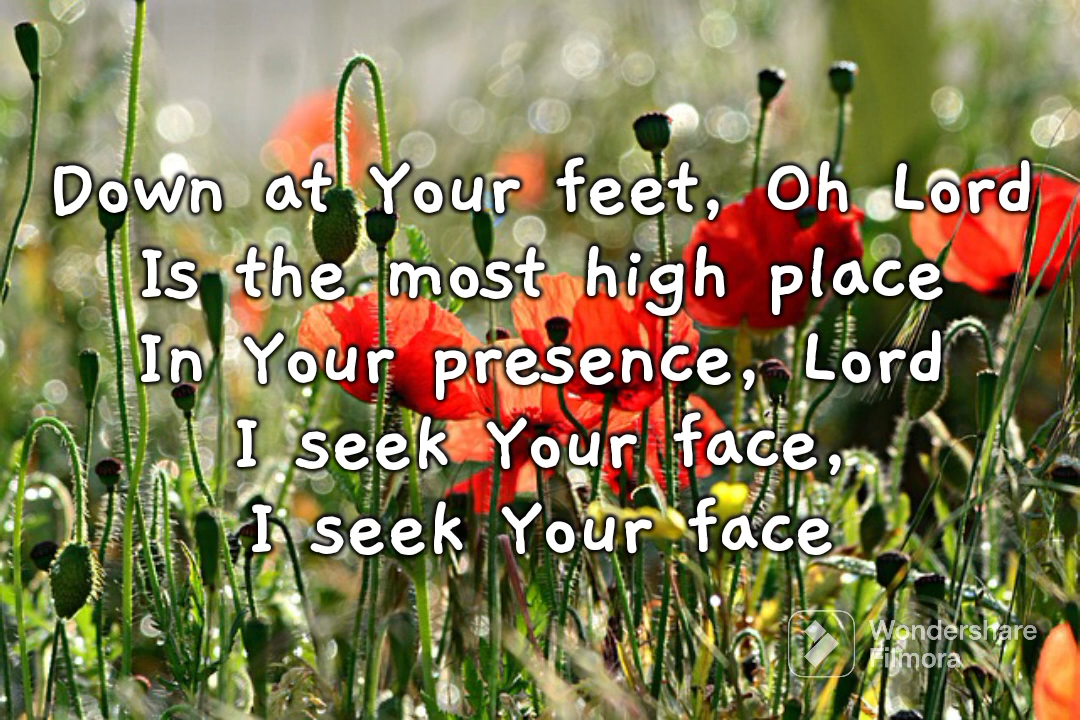 Down at Your feet, Oh Lord
Is the most high place
In Your presence, Lord
I seek Your face,
I seek Your face
Wondershare
Filmora